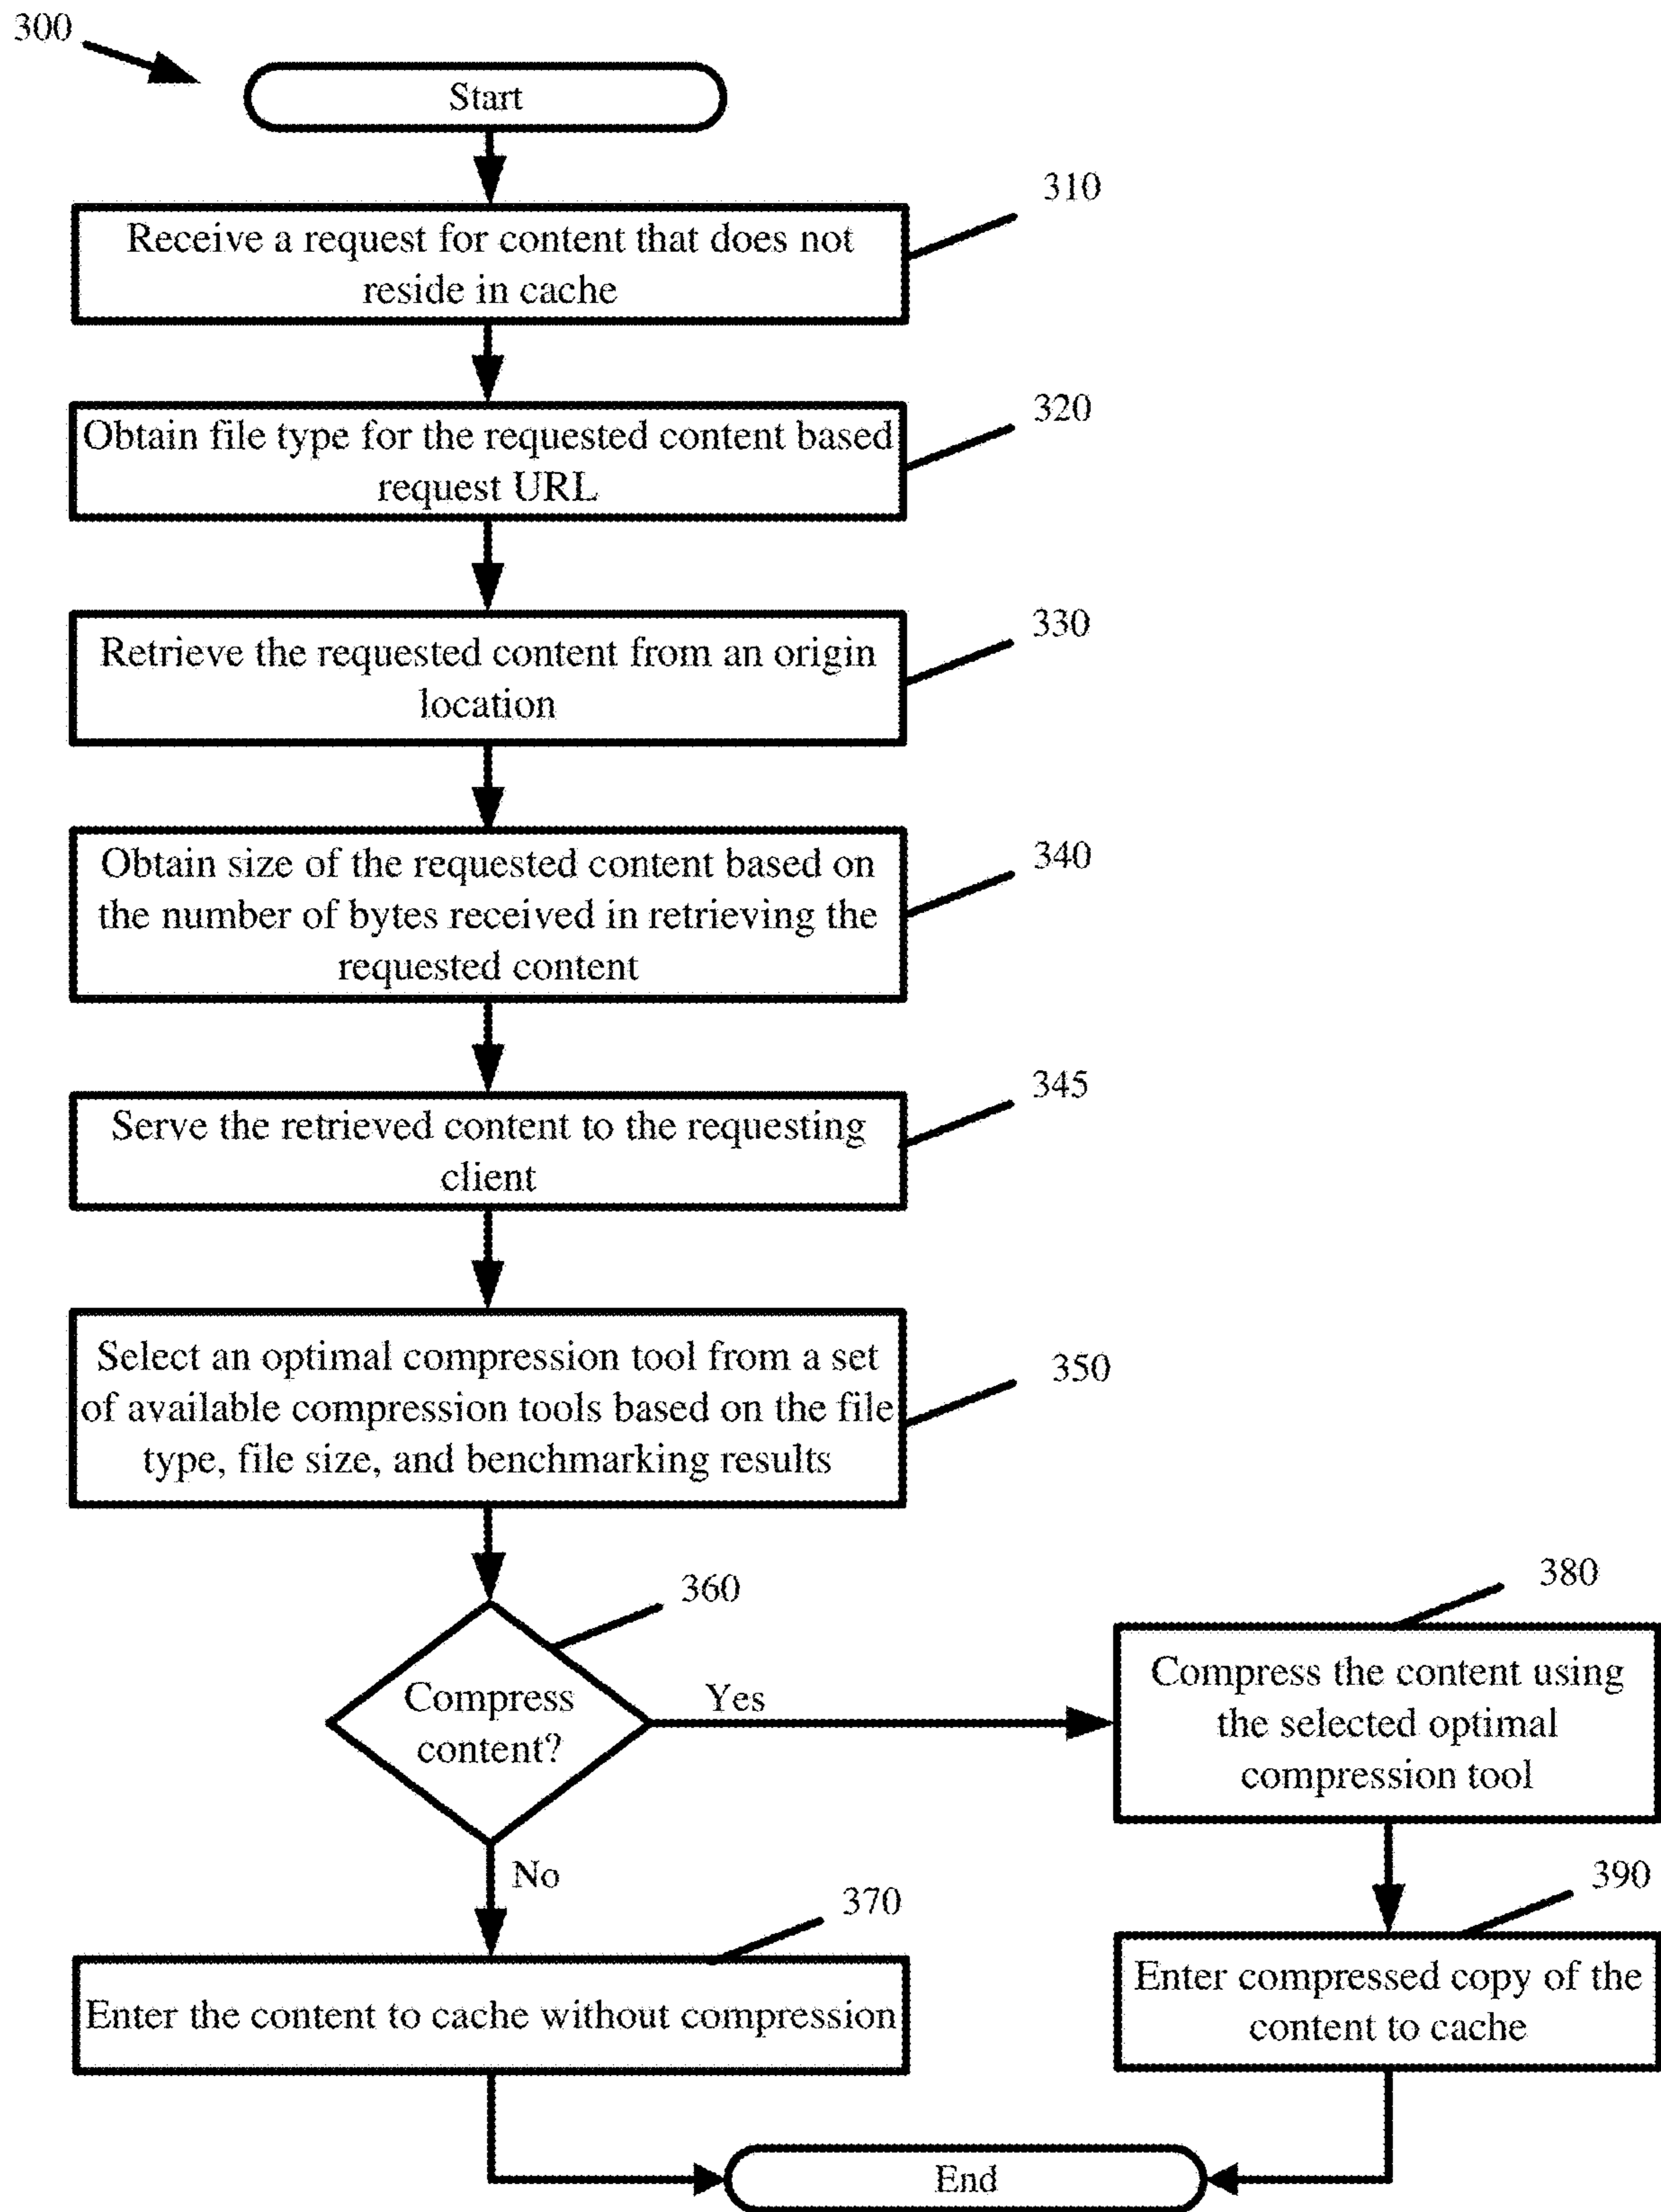 300
Start
310
Receive a request for content that does not
reside in cache
320
Obtain file type for the requested content based
request URL
330
Retrieve the requested content from an origin
location
340
Obtain size of the requested content based on
the number of bytes received in retrieving the
requested content
345
Serve the retrieved content to the requesting
client
350
Select an optimal compression tool from a set
of available compression tools based on the file
type, file size, and benchmarking results
360
Compress
content?
Yes
380
Compress the content using
the selected optimal
compression tool
No
370
Enter the content to cache without compression
390
Enter compressed copy of the
content to cache
End